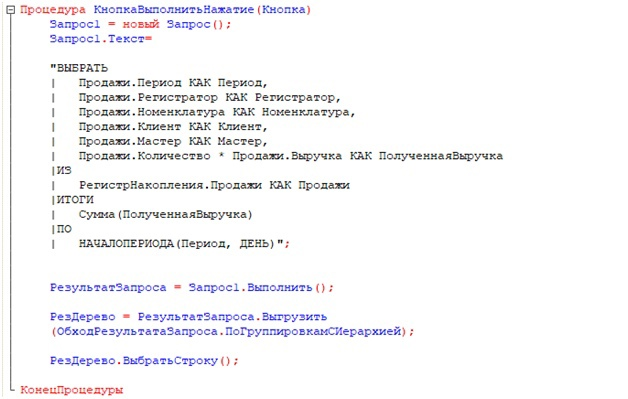 Процедура КнопкаВыполнитьНажатие(Кнопка)
Запрос1 = новый Запрос();
Запрос1.Текст=
"ВЫБРАТЬ
| Продажи.Период КАК Период,
| Продажи.Регистратор КАК Регистратор,
| Продажи.Номенклатура КАК Номенклатура,
| Продажи.Клиент КАК Клиент,
| Продажи.Мастер КАК Мастер,
| Продажи.Количество * Продажи.Выручка КАК ПолученнаяВыручка
|ИЗ
| РегистрНакопления.Продажи КАК Продажи
|ИТОГИ
| Сумма(ПолученнаяВыручка)
|ПО
| НАЧАЛОПЕРИОДА(Период, ДЕНЬ)";
РезультатЗапроса = Запрос1.Выполнить();
РезДерево = РезультатЗапроса.Выгрузить
(ОбходРезультатаЗапроса.ПоГруппировкамСИерархией);
РезДерево.ВыбратьСтроку();
КонецПроцедуры